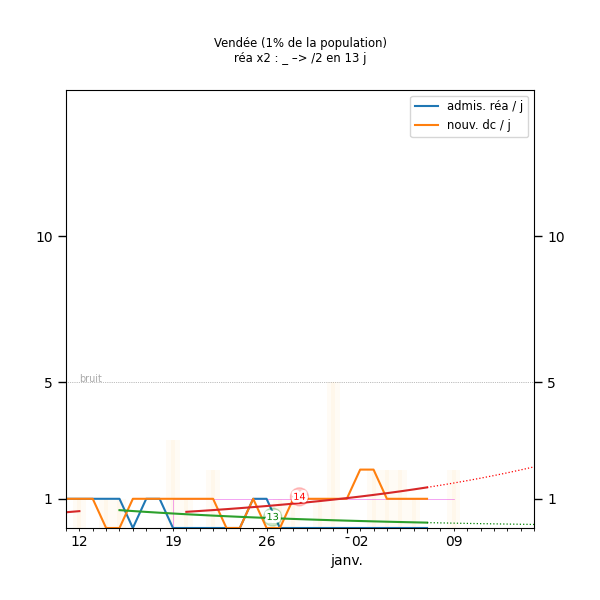 Vendée (1% de la population)
réa x2 : _ –> /2 en 13 j
admis. réa / j
nouv. dc / j
10
10
bruit
5
5
14
1
1
13
12
19
26
02
09
janv.